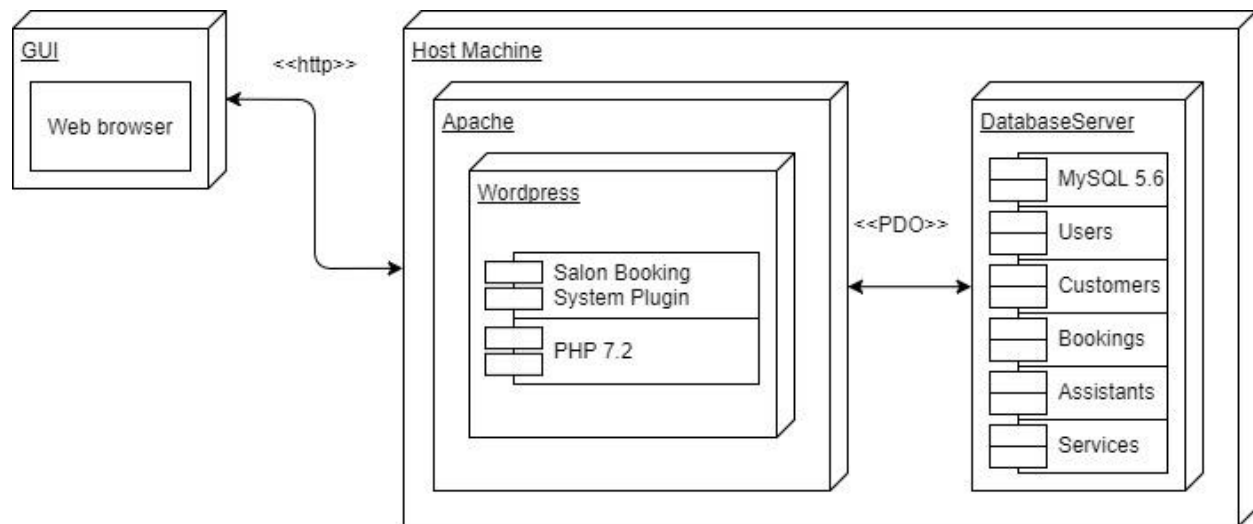 GUI
Web browser
<<http>>
Host Machine
Apache
Wordpress
Salon Booking
System Plugin
PHP 7.2
<<PDO>>
DatabaseServer
MySQL 5.6
Users
Customers
Bookings
Assistants
Services